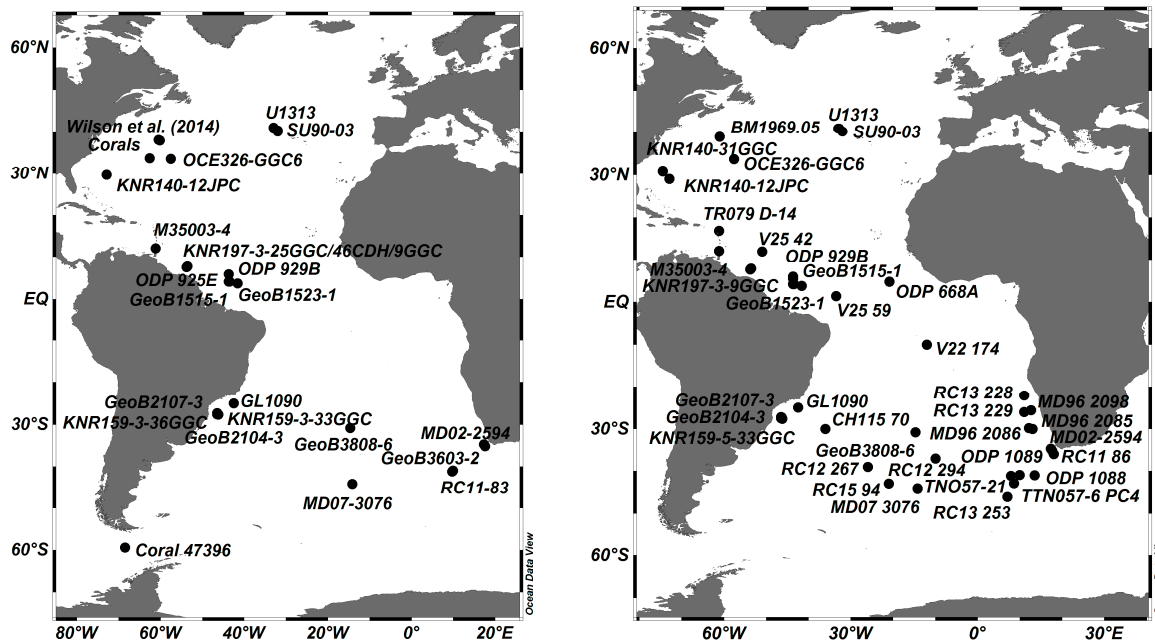 60°N
30°N
EQ
30°S
60°S
80°W
60°W
40°W
20°W
0°
20°E
U1313
SU90-03
Wilson et al. (2014)
Corals
OCE326-GGC6
KNR140-12JPC
M35003-4
KNR197-3-25GGC/46CDH/9GGC
ODP 929B
ODP 925E
GeoB1515-1
GeoB1523-1
GeoB2107-3
GL1090
KNR159-3-36GGC
KNR159-3-33GGC
GeoB2104-3
GeoB3808-6
MD02-2594
GeoB3603-2
RC11-83
MD07-3076
Coral 47396
Ocean Data View
60°N
30°N
EQ
30°S
60°S
60°W
30°W
0°
30°E
U1313
SU90-03
BM1969.05
KNR140-31GGC
OCE326-GGC6
KNR140-12JPC
TR079 D-14
V25 42
ODP 929B
M35003-4
GeoB1515-1
KNR197-3-9GGC
ODP 668A
GeoB1523-1
V25 59
V22 174
RC13 228
MD96 2098
RC13 229
GeoB2107-3
GL1090
GeoB2104-3
CH115 70
MD96 2085
MD96 2086
KNR159-5-33GGC
MD02-2594
GeoB3808-6
ODP 1089
RC11 86
RC12 267
RC12 294
ODP 1088
RC15 94
TNO57-21
TTN057-6 PC4
MD07 3076
RC13 253